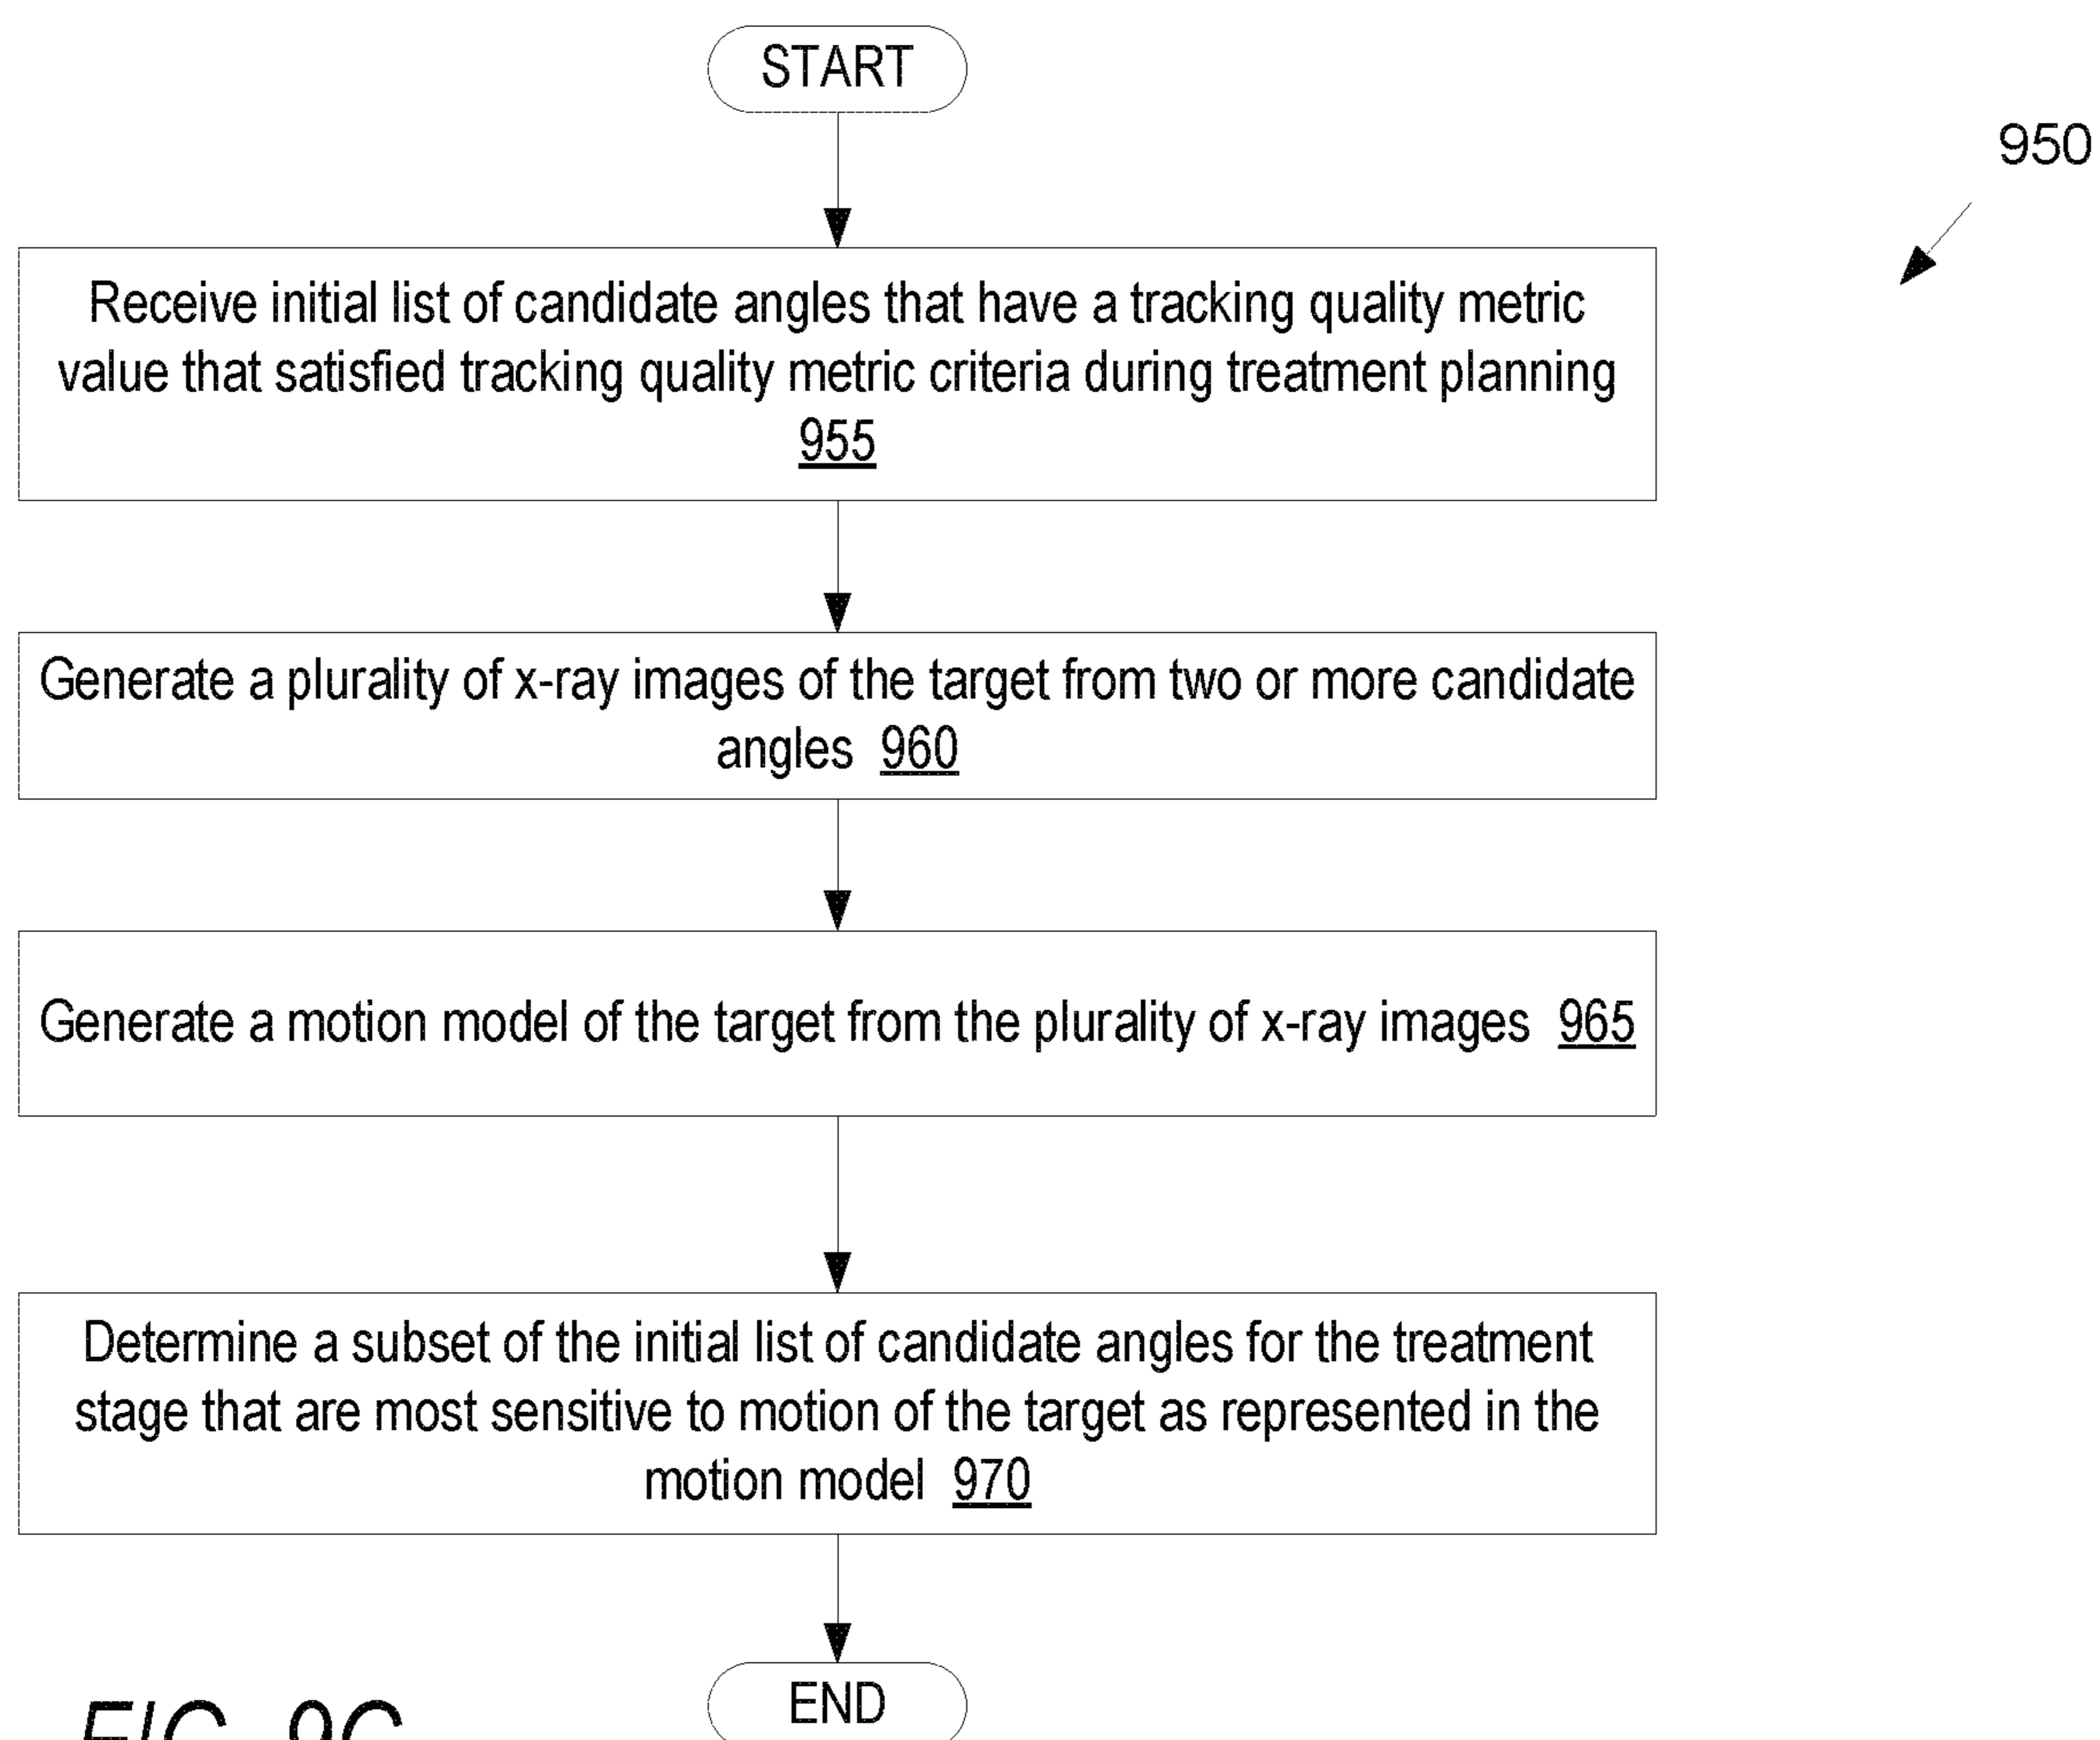 START
950
Receive initial list of candidate angles that have a tracking quality metric
value that satisfied tracking quality metric criteria during treatment planning
955
Generate a plurality of x-ray images of the target from two or more candidate
angles 960
Generate a motion model of the target from the plurality of x-ray images 965
Determine a subset of the initial list of candidate angles for the treatment
stage that are most sensitive to motion of the target as represented in the
motion model 970
END
FIG. 9C